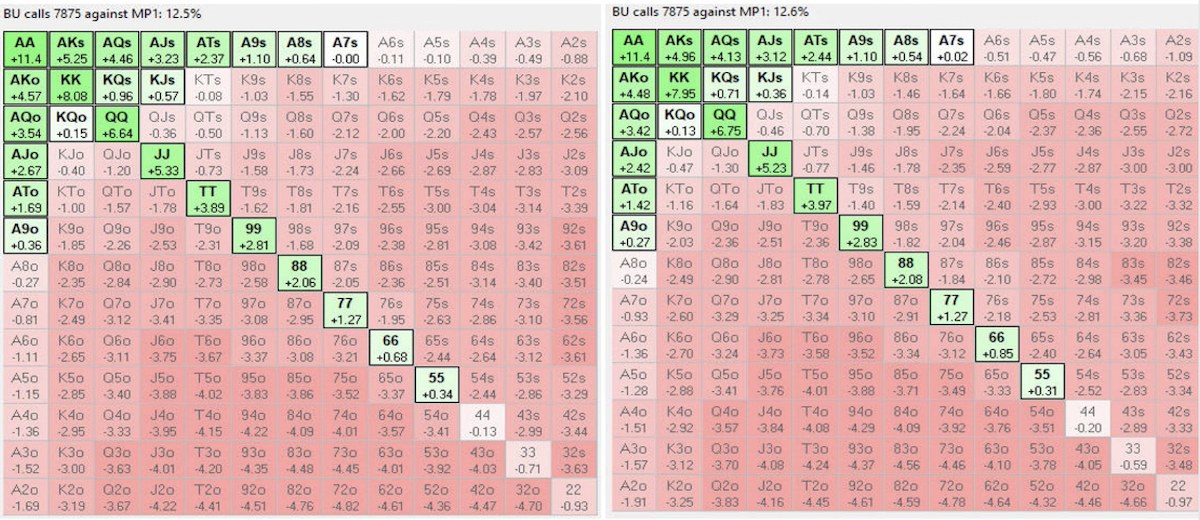 BU calls 7875 against MP1: 12.5%
AA AKs AQs AJs ATs A9s A8s A7s A6s A5s A4s A3s A2s
+11.4 +5.25 +4.46 +3.23 +2.37 +1.10 +0.64 -0.00 -0.11 -0.10 -0.39 -0.49 -0.88
AKo KK KQs KJs KTs K9s K8s K7s K6s K5s K4s K3s K2s
+4.57 +8.08 +0.96 +0.57 -0.08 -1.03 -1.55 -1.30 -1.62 -1.79 -1.78 -1.97 -2.10
AQo KQo QQ QJs QTs Q9s Q8s Q7s Q6s Q5s Q4s Q3s Q2s
+3.54 +0.15 +6.64 -0.36 -0.50 -1.13 -1.60 -2.12 -2.00 -2.20 -2.43 -2.57 -2.56
AJo KJo QJo JJ JTs J9s J8s J7s J6s J5s J4s J3s J2s
+2.67 -0.40 -1.20 +5.33 -0.73 -1.58 -1.73 -2.24 -2.66 -2.69 -2.87 -2.83 -3.09
ATo KTo QTo JTo TT T9s T8s T7s T6s T5s T4s T3s T2s
+1.69 -1.00 -1.57 -1.78 +3.89 -1.62 -1.81 -2.16 -2.55 -3.00 -3.04 -3.14 -3.39
A9o K9o Q9o J9o T9o 99 98s 97s 96s 95s 94s 93s 92s
+0.36 -1.85 -2.26 -2.53 -2.31 +2.81 -1.68 -2.09 -2.38 -2.81 -3.08 -3.42 -3.61
A8o K8o Q8o J8o T8o 98o 88 87s 86s 85s 84s 83s 82s
-0.27 -2.35 -2.84 -2.90 -2.73 -2.58 +2.06 -2.05 -2.36 -2.51 -3.14 -3.40 -3.51
A7o K7o Q7o J7o T7o 97o 87o 77 76s 75s 74s 73s 72s
-0.81 -2.49 -3.12 -3.41 -3.35 -3.08 -2.95 +1.27 -1.95 -2.63 -2.86 -3.10 -3.56
A6o K6o Q6o J6o T6o 96o 86o 76o 66 65s 64s 63s 62s
-1.11 -2.65 -3.11 -3.75 -3.67 -3.37 -3.08 -3.21 +0.68 -2.44 -2.64 -3.12 -3.61
A5o K5o Q5o J5o T5o 95o 85o 75o 65o 55 54s 53s 52s
-1.15 -2.85 -3.40 -3.88 -4.02 -3.83 -3.86 -3.52 -3.37 +0.34 -2.44 -2.86 -3.29
A4o K4o Q4o J4o T4o 94o 84o 74o 64o 54o 44 43s 42s
-1.36 -2.95 -3.33 -3.95 -4.15 -4.22 -4.09 -4.01 -3.57 -3.41 -0.13 -2.99 -3.44
A3o K3o Q3o J3o T3o 93o 83o 73o 63o 53o 43o 33 32s
-1.52 -3.00 -3.63 -4.01 -4.20 -4.35 -4.48 -4.45 -4.01 -3.92 -4.03 -0.71 -3.63
A2o K2o Q2o J2o T2o 92o 82o 72o 62o 52o 42o 32o 22
-1.69 -3.19 -3.67 -4.22 -4.41 -4.51 -4.76 -4.82 -4.61 -4.36 -4.47 -4.70 -0.93
BU calls 7875 against MP1: 12.6%
AA AKs AQs AJs ATs A9s A8s A7s A6s A5s A4s A3s A2s
+11.4 +4.96 +4.13 +3.12 +2.44 +1.10 +0.54 +0.02 -0.51 -0.47 -0.56 -0.68 -1.09
AKo KK KQs KJs KTs K9s K8s K7s K6s K5s K4s K3s K2s
+4.48 +7.95 +0.71 +0.36 -0.14 -1.03 -1.46 -1.64 -1.66 -1.80 -1.74 -2.15 -2.16
AQo KQo QQ QJs QTs Q9s Q8s Q7s Q6s Q5s Q4s Q3s Q2s
+3.42 +0.13 +6.75 -0.46 -0.70 -1.38 -1.95 -2.24 -2.04 -2.37 -2.36 -2.55 -2.72
AJo KJo QJo JJ JTs J9s J8s J7s J6s J5s J4s J3s J2s
+2.42 -0.47 -1.30 +5.23 -0.77 -1.46 -1.78 -2.35 -2.59 -2.77 -2.87 -3.00 -3.00
ATo KTo QTo JTo TT T9s T8s T7s T6s T5s T4s T3s T2s
+1.42 -1.16 -1.64 -1.83 +3.97 -1.40 -1.59 -2.14 -2.40 -2.93 -3.00 -3.22 -3.32
A9o K9o Q9o J9o T9o 99 98s 97s 96s 95s 94s 93s 92s
+0.27 -2.03 -2.36 -2.51 -2.36 +2.83 -1.82 -2.04 -2.46 -2.87 -3.15 -3.20 -3.38
A8o K8o Q8o J8o T8o 98o 88 87s 86s 85s 84s 83s 82s
-0.24 -2.49 -2.90 -2.81 -2.78 -2.65 +2.08 -1.84 -2.10 -2.72 -2.98 -3.45 -3.46
A7o K7o Q7o J7o T7o 97o 87o 77 76s 75s 74s 73s 72s
-0.93 -2.60 -3.29 -3.25 -3.34 -3.10 -2.91 +1.27 -2.18 -2.53 -2.81 -3.36 -3.73
A6o K6o Q6o J6o T6o 96o 86o 76o 66 65s 64s 63s 62s
-1.36 -2.70 -3.24 -3.73 -3.58 -3.52 -3.34 -3.12 +0.85 -2.40 -2.64 -3.05 -3.43
A5o K5o Q5o J5o T5o 95o 85o 75o 65o 55 54s 53s 52s
-1.28 -2.88 -3.41 -3.76 -4.01 -3.88 -3.71 -3.49 -3.33 +0.31 -2.52 -2.83 -3.34
A4o K4o Q4o J4o T4o 94o 84o 74o 64o 54o 44 43s 42s
-1.51 -2.92 -3.57 -3.84 -4.08 -4.29 -4.09 -3.92 -3.76 -3.51 -0.20 -2.89 -3.33
A3o K3o Q3o J3o T3o 93o 83o 73o 63o 53o 43o 33 32s
-1.57 -3.12 -3.70 -4.08 -4.24 -4.37 -4.56 -4.46 -4.10 -3.78 -4.05 -0.59 -3.48
A2o K2o Q2o J2o T2o 92o 82o 72o 62o 52o 42o 32o 22
-1.91 -3.25 -3.83 -4.16 -4.45 -4.61 -4.59 -4.78 -4.64 -4.32 -4.46 -4.66 -0.97